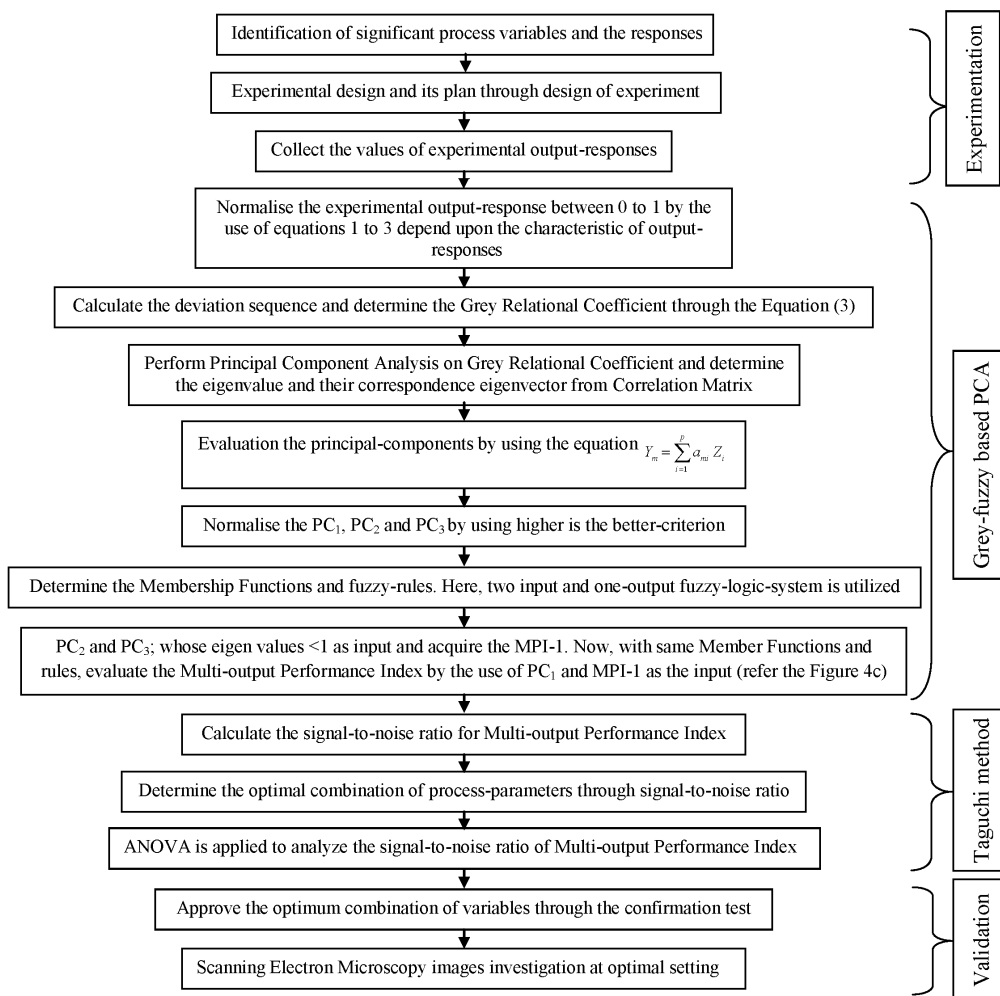 Identification of significant process variables and the responses
Experimental design and its plan through design of experiment
Collect the values of experimental output-responses
Experimentation
Normalise the experimental output-response between 0 to 1 by the
use of equations 1 to 3 depend upon the characteristic of output-
responses
Calculate the deviation sequence and determine the Grey Relational Coefficient through the Equation (3)
Perform Principal Component Analysis on Grey Relational Coefficient and determine
the eigenvalue and their correspondence eigenvector from Correlation Matrix
Evaluation the principal-components by using the equation Y_m = \sum_{i=1}^{p} a_{mi} Z_i
Normalise the PC₁, PC₂ and PC₃ by using higher is the better-criterion
Determine the Membership Functions and fuzzy-rules. Here, two input and one-output fuzzy-logic-system is utilized
PC₂ and PC₃; whose eigen values <1 as input and acquire the MPI-1. Now, with same Member Functions and
rules, evaluate the Multi-output Performance Index by the use of PC₁ and MPI-1 as the input (refer the Figure 4c)
Grey-fuzzy based PCA
Calculate the signal-to-noise ratio for Multi-output Performance Index
Determine the optimal combination of process-parameters through signal-to-noise ratio
ANOVA is applied to analyze the signal-to-noise ratio of Multi-output Performance Index
Taguchi method
Approve the optimum combination of variables through the confirmation test
Scanning Electron Microscopy images investigation at optimal setting
Validation